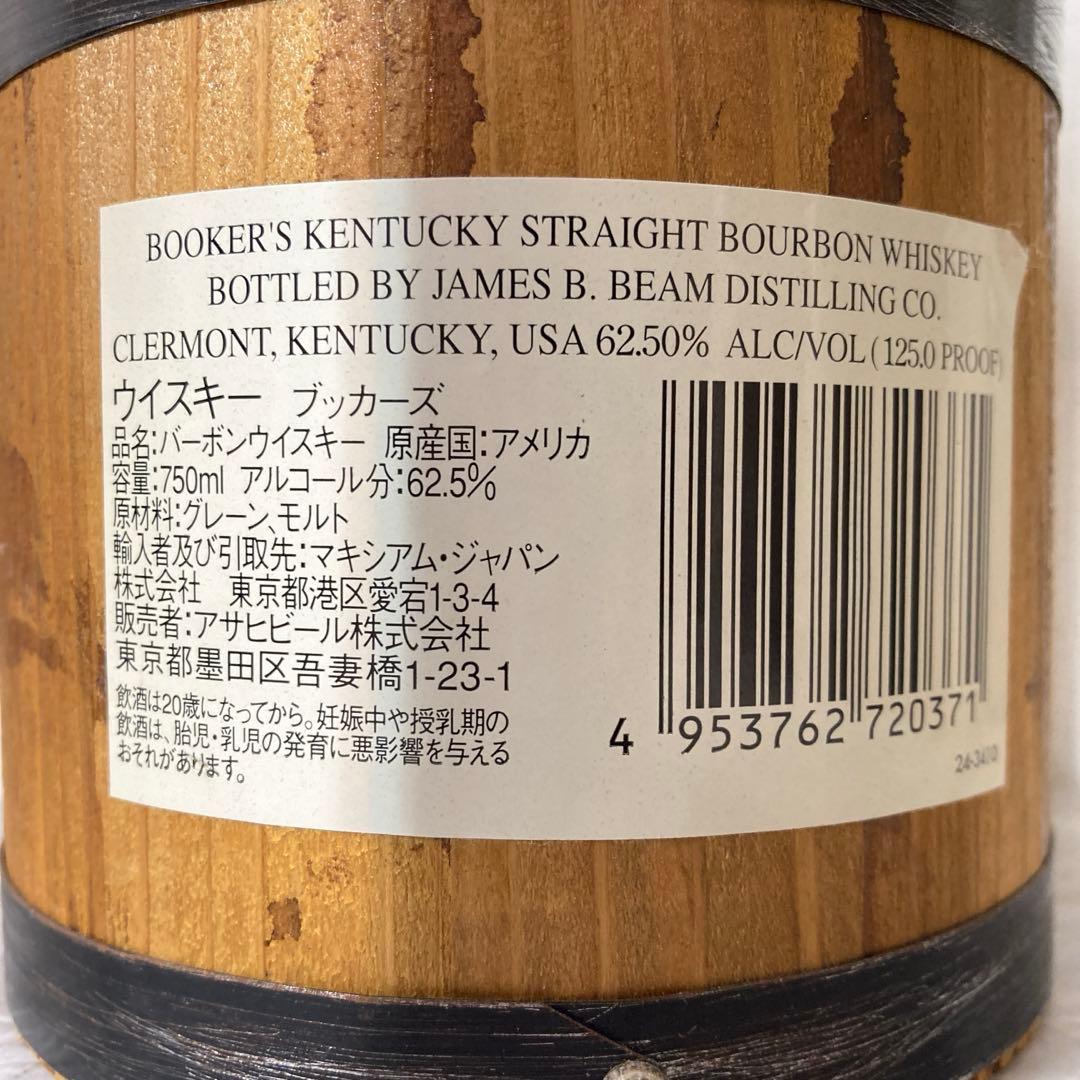 BOOKER'S KENTUCKY STRAIGHT BOURBON WHISKEY
BOTTLED BY JAMES B. BEAM DISTILLING CO.
CLERMONT, KENTUCKY, USA 62.50% ALC/VOL (125.0 PROOF)
ウイスキー ブッカーズ
品名:バーボンウイスキー 原産国:アメリカ
容量:750ml アルコール分:62.5%
原材料:グレーン、モルト
輸入者及び引取先:マキシアム・ジャパン
株式会社 東京都港区愛宕1-3-4
販売者:アサヒビール株式会社
東京都墨田区吾妻橋1-23-1
飲酒は20歳になってから。妊娠中や授乳期の
飲酒は、胎児・乳児の発育に悪影響を与える
おそれがあります。
4 953762 720371